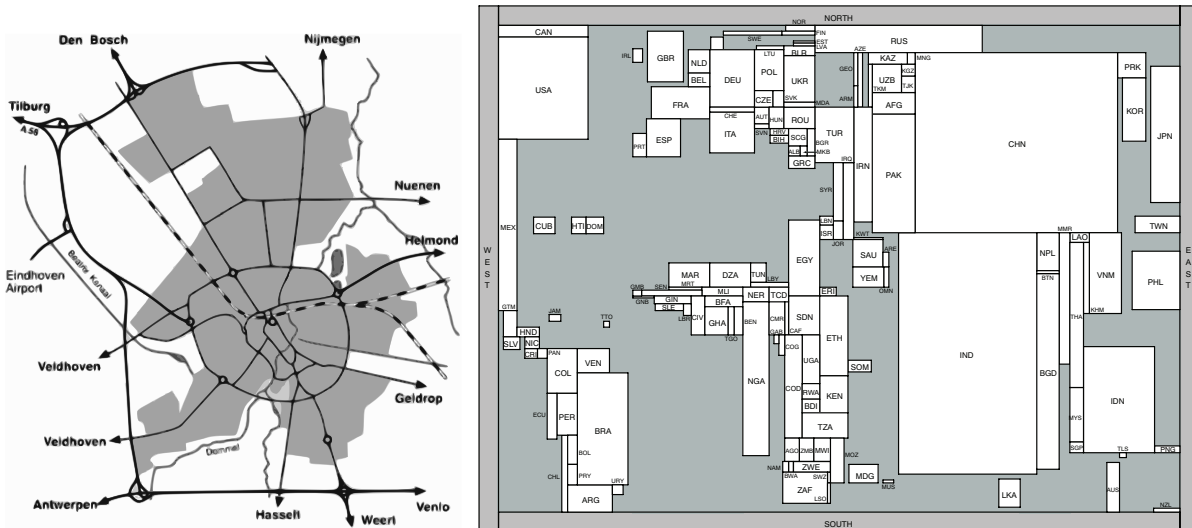 Den Bosch
Nijmegen
Tilburg
A.58
Nuenen
Helmond
Beatrix Kanaal
Eindhoven
Airport
Veldhoven
Geldrop
Veldhoven
Dommel
Antwerpen
Hasselt
Weert
Venlo
NORTH
WEST
EAST
SOUTH
CAN
USA
MEX
GTM
SLV
HND
NIC
CRI
PAN
CUB
HTI
DOM
JAM
TTO
COL
VEN
ECU
PER
BRA
BOL
PRY
CHL
ARG
URY
IRL
GBR
NOR
SWE
FIN
EST
LVA
LTU
BLR
RUS
NLD
BEL
DEU
POL
UKR
FRA
CZE
SVK
MDA
CHE
AUT
HUN
ROU
ESP
PRT
ITA
SVN
HRV
BIH
SCG
BGR
ALB
MKB
GRC
TUR
AZE
GEO
ARM
KAZ
MNG
UZB
KGZ
TKM
TJK
AFG
IRN
PAK
IRQ
SYR
LBN
ISR
JOR
KWT
SAU
ARE
YEM
OMN
CHN
PRK
KOR
JPN
TWN
MMR
LAO
NPL
BTN
VNM
KHM
PHL
THA
IND
BGD
MYS
SGP
IDN
TLS
PNG
LKA
AUS
NZL
MAR
DZA
TUN
LBY
EGY
SEN
MRT
MLI
GMB
GNB
GIN
SLE
LBR
CIV
BFA
GHA
TGO
BEN
NER
TCD
NGA
CMR
GAB
CAF
COG
SDN
ERI
ETH
SOM
COD
UGA
RWA
BDI
KEN
TZA
AGO
ZMB
MWI
MOZ
NAM
BWA
ZWE
SWZ
ZAF
LSO
MDG
MUS